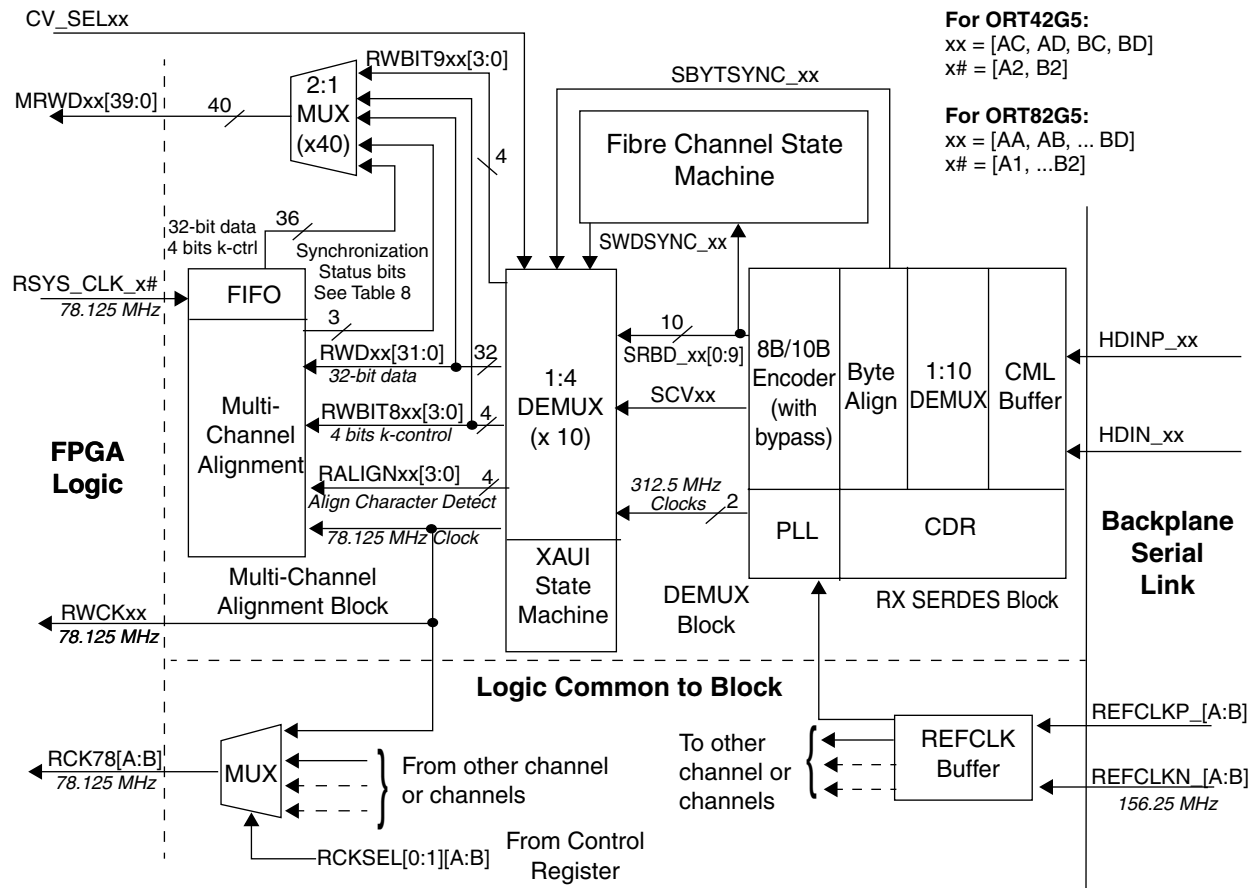 CV_SELxx
For ORT42G5:
xx = [AC, AD, BC, BD]
x# = [A2, B2]
For ORT82G5:
xx = [AA, AB, ... BD]
x# = [A1, ...B2]
RWBIT9xx[3:0]
SBYTSYNC_xx
MRWDxx[39:0]
40
2:1
MUX
(x40)
4
Fibre Channel State
Machine
32-bit data
4 bits k-ctrl
36
Synchronization
Status bits
See Table 8
SWDSYNC_xx
RSYS_CLK_x#
78.125 MHz
FIFO
3
RWDxx[31:0]
32
32-bit data
10
SRBD_xx[0:9]
HDINP_xx
Multi-
Channel
Alignment
RWBIT8xx[3:0]
4
4 bits k-control
1:4
DEMUX
(x 10)
SCVxx
8B/10B
Encoder
(with
bypass)
Byte
Align
1:10
DEMUX
CML
Buffer
HDIN_xx
FPGA
Logic
RALIGNxx[3:0]
4
Align Character Detect
312.5 MHz
Clocks
2
78.125 MHz Clock
PLL
CDR
Backplane
Serial
Link
XAUI
State
Machine
Multi-Channel
Alignment Block
DEMUX
Block
RX SERDES Block
RWCKxx
78.125 MHz
Logic Common to Block
REFCLKP_[A:B]
RCK78[A:B]
78.125 MHz
MUX
From other channel
or channels
To other
channel or
channels
REFCLK
Buffer
REFCLKN_[A:B]
156.25 MHz
RCKSEL[0:1][A:B]
From Control
Register